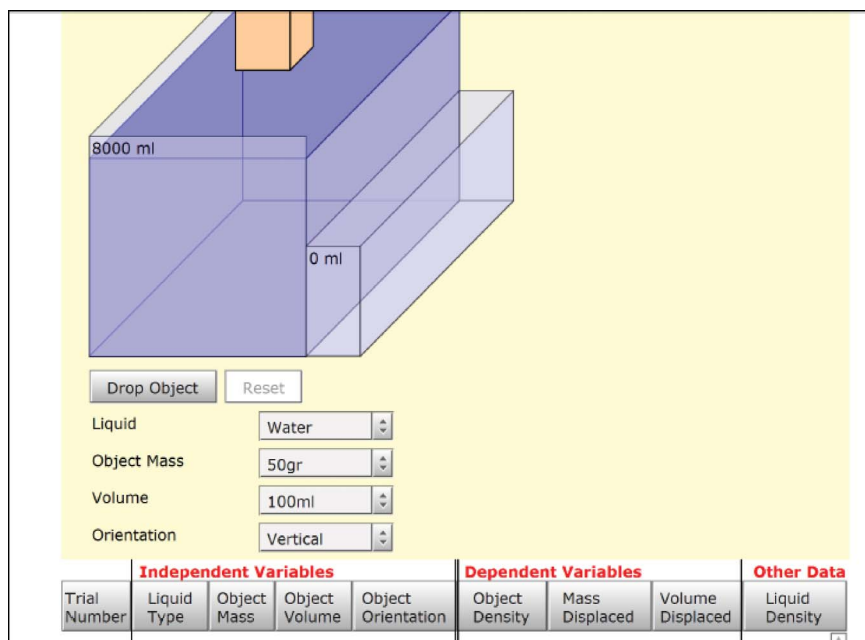 8000 ml
0 ml
Drop Object Reset
Liquid Water
Object Mass 50gr
Volume 100ml
Orientation Vertical
Independent Variables Dependent Variables Other Data
Trial Liquid Object Object Object Object Mass Volume Liquid
Number Type Mass Volume Orientation Density Displaced Displaced Density